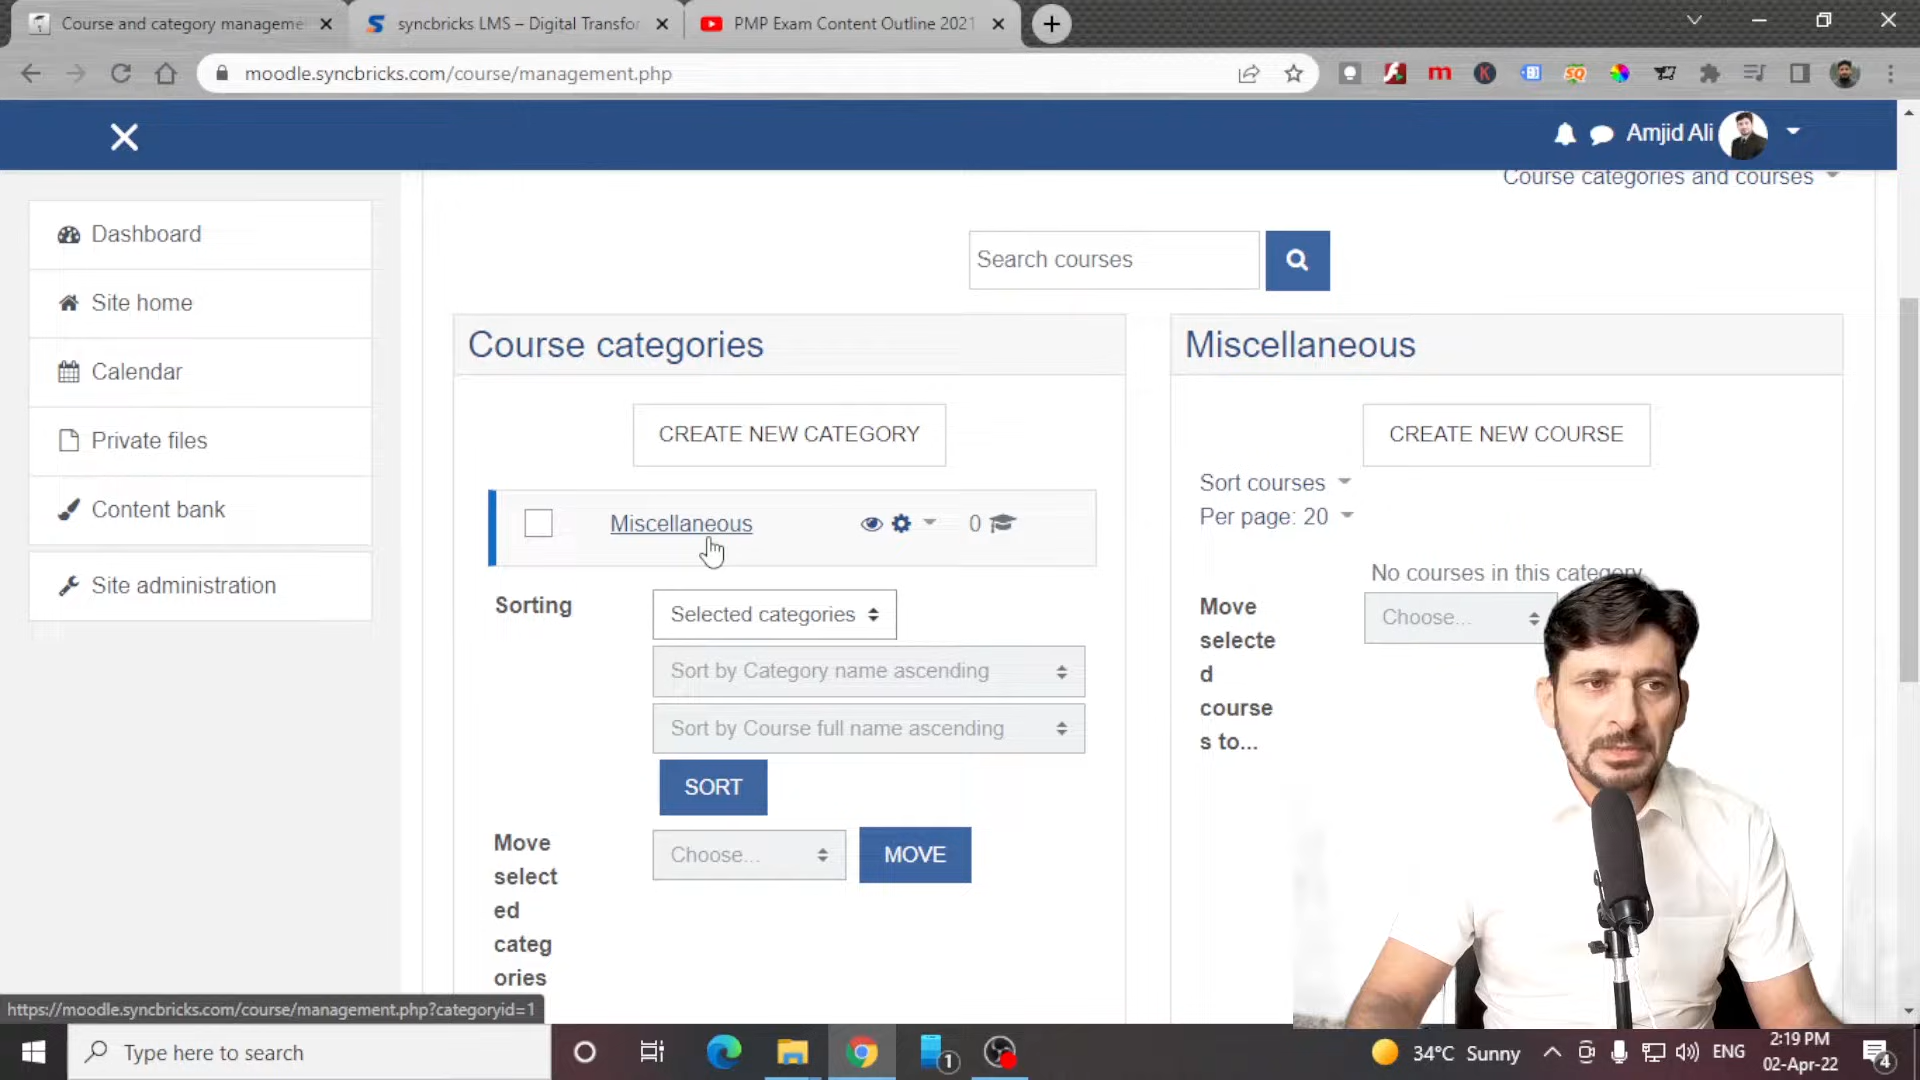 Course and category manageme
syncbricks LMS – Digital Transfor
PMP Exam Content Outline 2021
moodle.syncbricks.com/course/management.php
Amjid Ali
Course categories and courses
Dashboard
Site home
Calendar
Private files
Content bank
Site administration
Search courses
Course categories
CREATE NEW CATEGORY
Miscellaneous
0
Sorting
Selected categories
Sort by Category name ascending
Sort by Course full name ascending
SORT
Move
select
ed
categ
ories
Choose...
MOVE
Miscellaneous
CREATE NEW COURSE
Sort courses
Per page: 20
No courses in this category
Move
selecte
d
course
s to...
Choose...
https://moodle.syncbricks.com/course/management.php?categoryid=1
Type here to search
1
34°C Sunny
ENG
2:19 PM
02-Apr-22
4